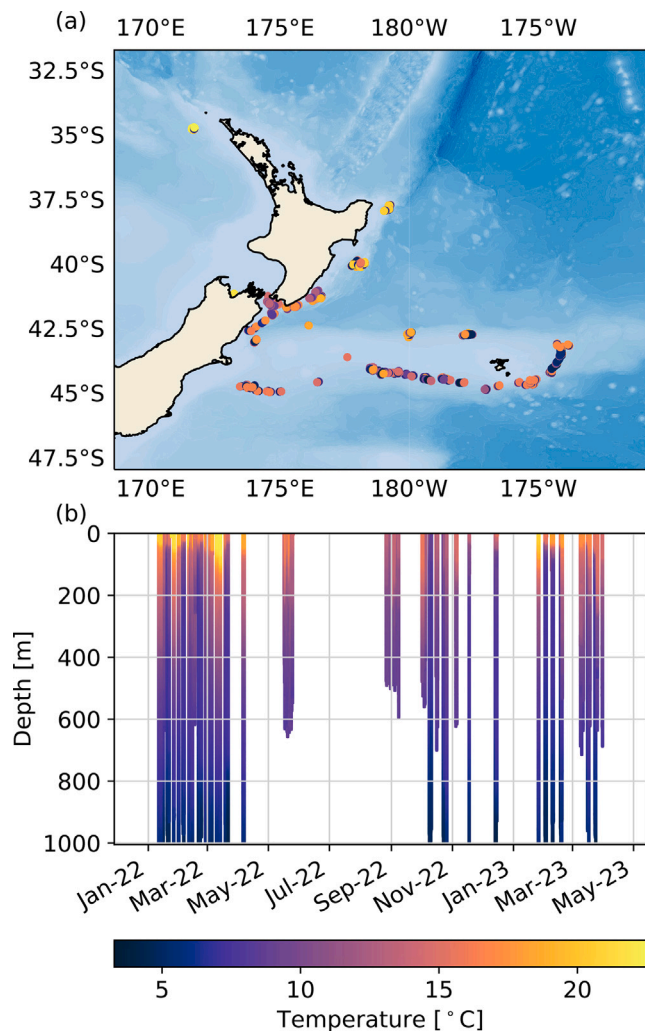 (a)
170°E 175°E 180°W 175°W
32.5°S
35°S
37.5°S
40°S
42.5°S
45°S
47.5°S
170°E 175°E 180°W 175°W
(b)
0
200
400
600
800
1000
Depth [m]
Jan-22 Mar-22 May-22 Jul-22 Sep-22 Nov-22 Jan-23 Mar-23 May-23
5 10 15 20
Temperature [°C]